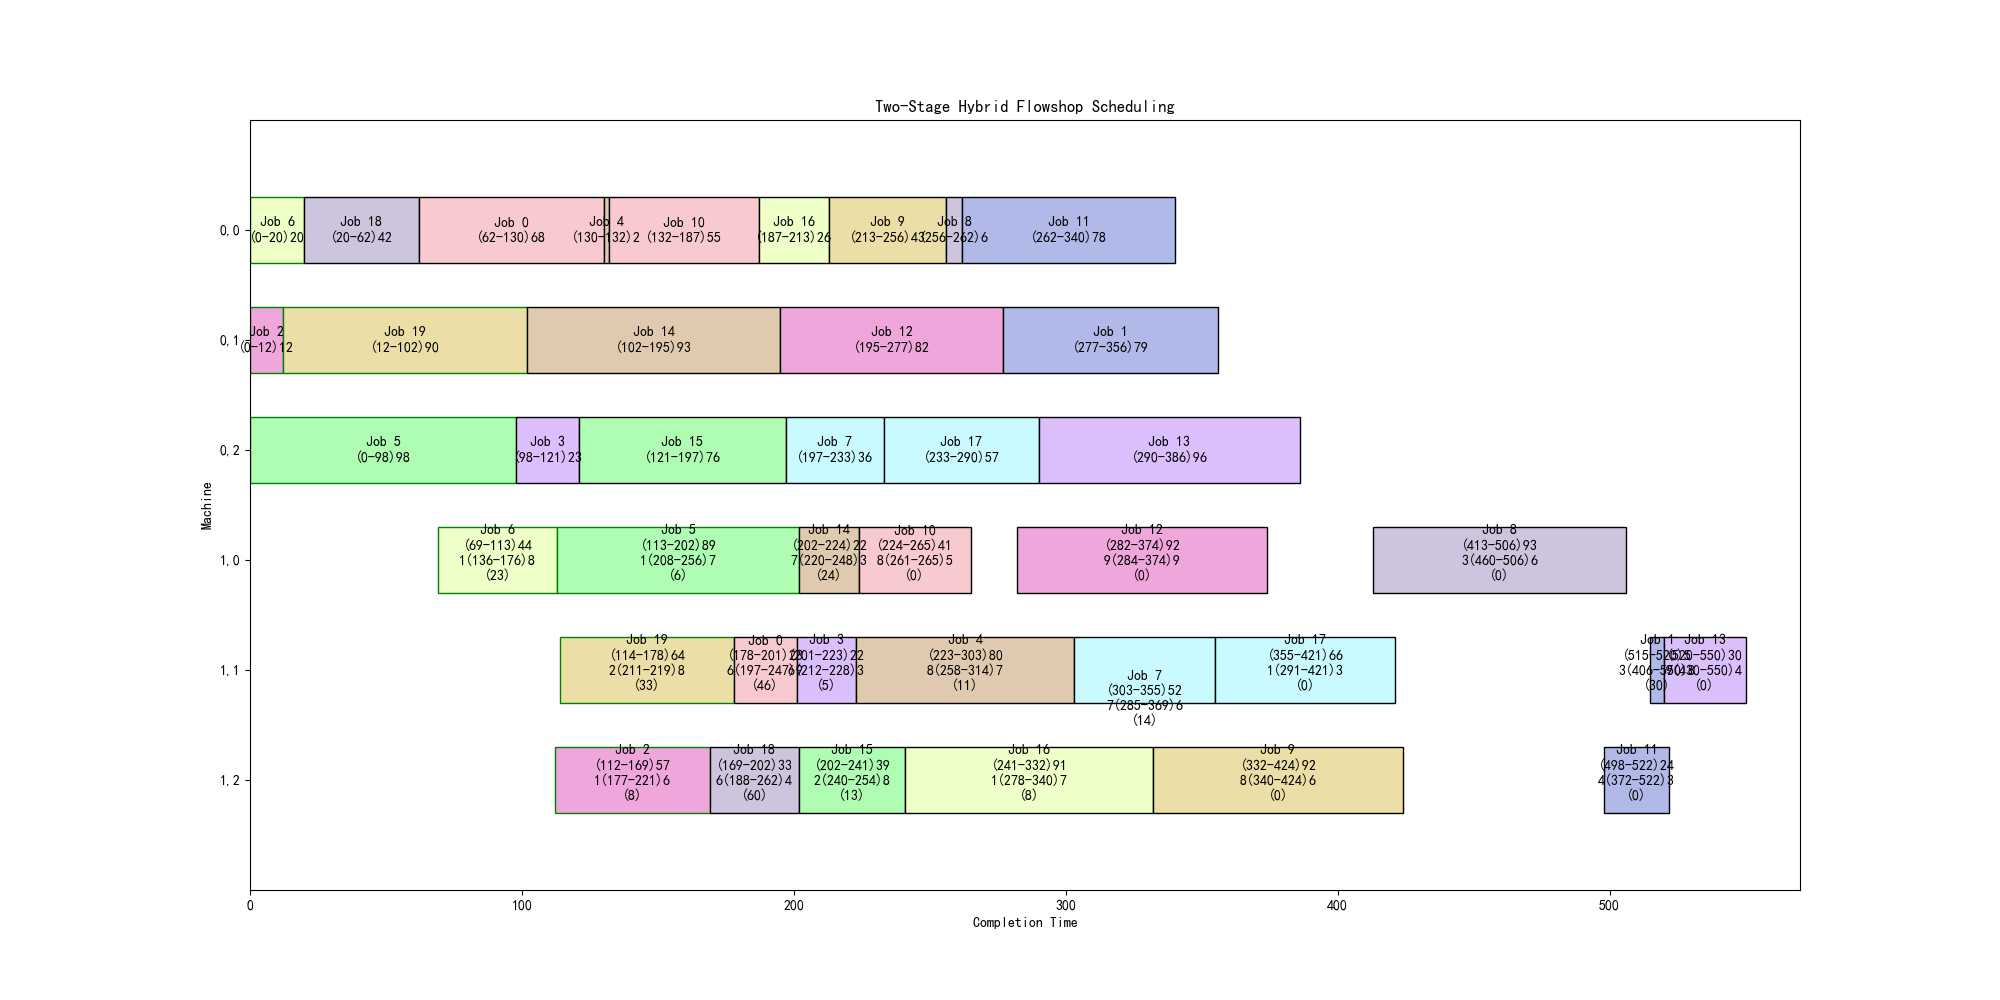 Two-Stage Hybrid Flowshop Scheduling
Machine
0,0
Job 6
(0-20)20
Job 18
(20-62)42
Job 0
(62-130)68
Job 4
(130-132)2
Job 10
(132-187)55
Job 16
(187-213)26
Job 9
(213-256)43
Job 8
(256-262)6
Job 11
(262-340)78
0,1
Job 2
(0-12)12
Job 19
(12-102)90
Job 14
(102-195)93
Job 12
(195-277)82
Job 1
(277-356)79
0,2
Job 5
(0-98)98
Job 3
(98-121)23
Job 15
(121-197)76
Job 7
(197-233)36
Job 17
(233-290)57
Job 13
(290-386)96
1,0
Job 6
(69-113)44
1(136-176)8
(23)
Job 5
(113-202)89
1(208-256)7
(6)
Job 14
(202-224)22
7(220-248)3
(24)
Job 10
(224-265)41
8(261-265)5
(0)
Job 12
(282-374)92
9(284-374)9
(0)
Job 8
(413-506)93
3(460-506)6
(0)
1,1
Job 19
(114-178)64
2(211-219)8
(33)
Job 0
(178-201)23
(46)
Job 3
(201-223)22
(5)
Job 4
(223-303)80
8(258-314)7
(11)
Job 7
(303-355)52
7(285-369)6
(14)
Job 17
(355-421)66
1(291-421)3
(0)
Job 1
(515-520)5
(30)
Job 13
(520-550)30
(0)
1,2
Job 2
(112-169)57
1(177-221)6
(8)
Job 18
(169-202)33
6(188-262)4
(60)
Job 15
(202-241)39
2(240-254)8
(13)
Job 16
(241-332)91
1(278-340)7
(8)
Job 9
(332-424)92
8(340-424)6
(0)
Job 11
(498-522)24
4(372-522)3
(0)
0
100
200
300
400
500
Completion Time